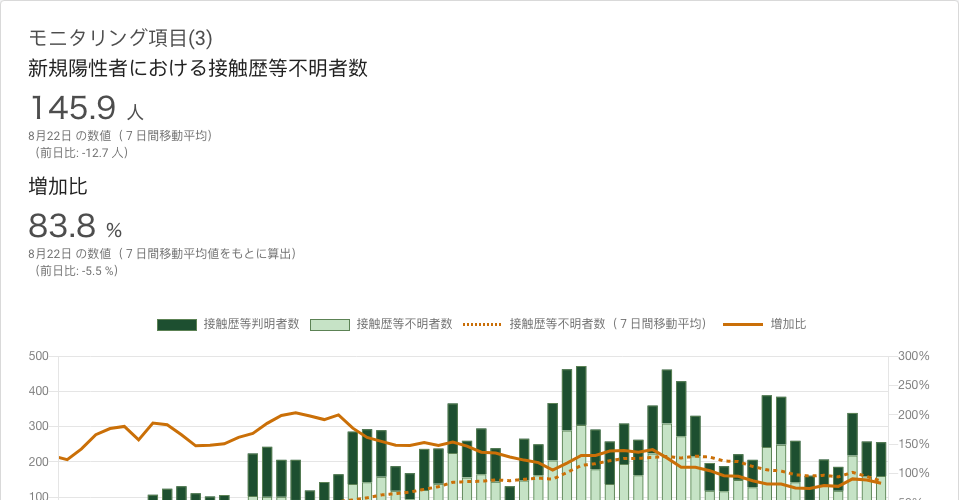 モニタリング項目(3)
新規陽性者における接触歴等不明者数
145.9 人
8月22日 の数値（７日間移動平均）
（前日比: -12.7 人）
増加比
83.8 %
8月22日 の数値（７日間移動平均値をもとに算出）
（前日比: -5.5 %）
接触歴等判明者数 接触歴等不明者数 接触歴等不明者数（７日間移動平均） 増加比
500 300%
250%
400
200%
300
150%
200
100%
100
50%